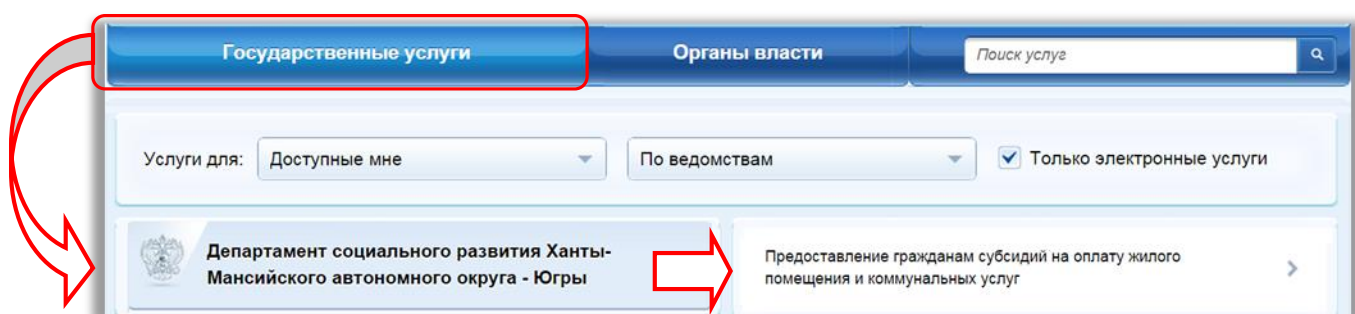 Государственные услуги Органы власти Поиск услуг
Услуги для: Доступные мне По ведомствам Только электронные услуги
Департамент социального развития Ханты-
Мансийского автономного округа - Югры
Предоставление гражданам субсидий на оплату жилого
помещения и коммунальных услуг